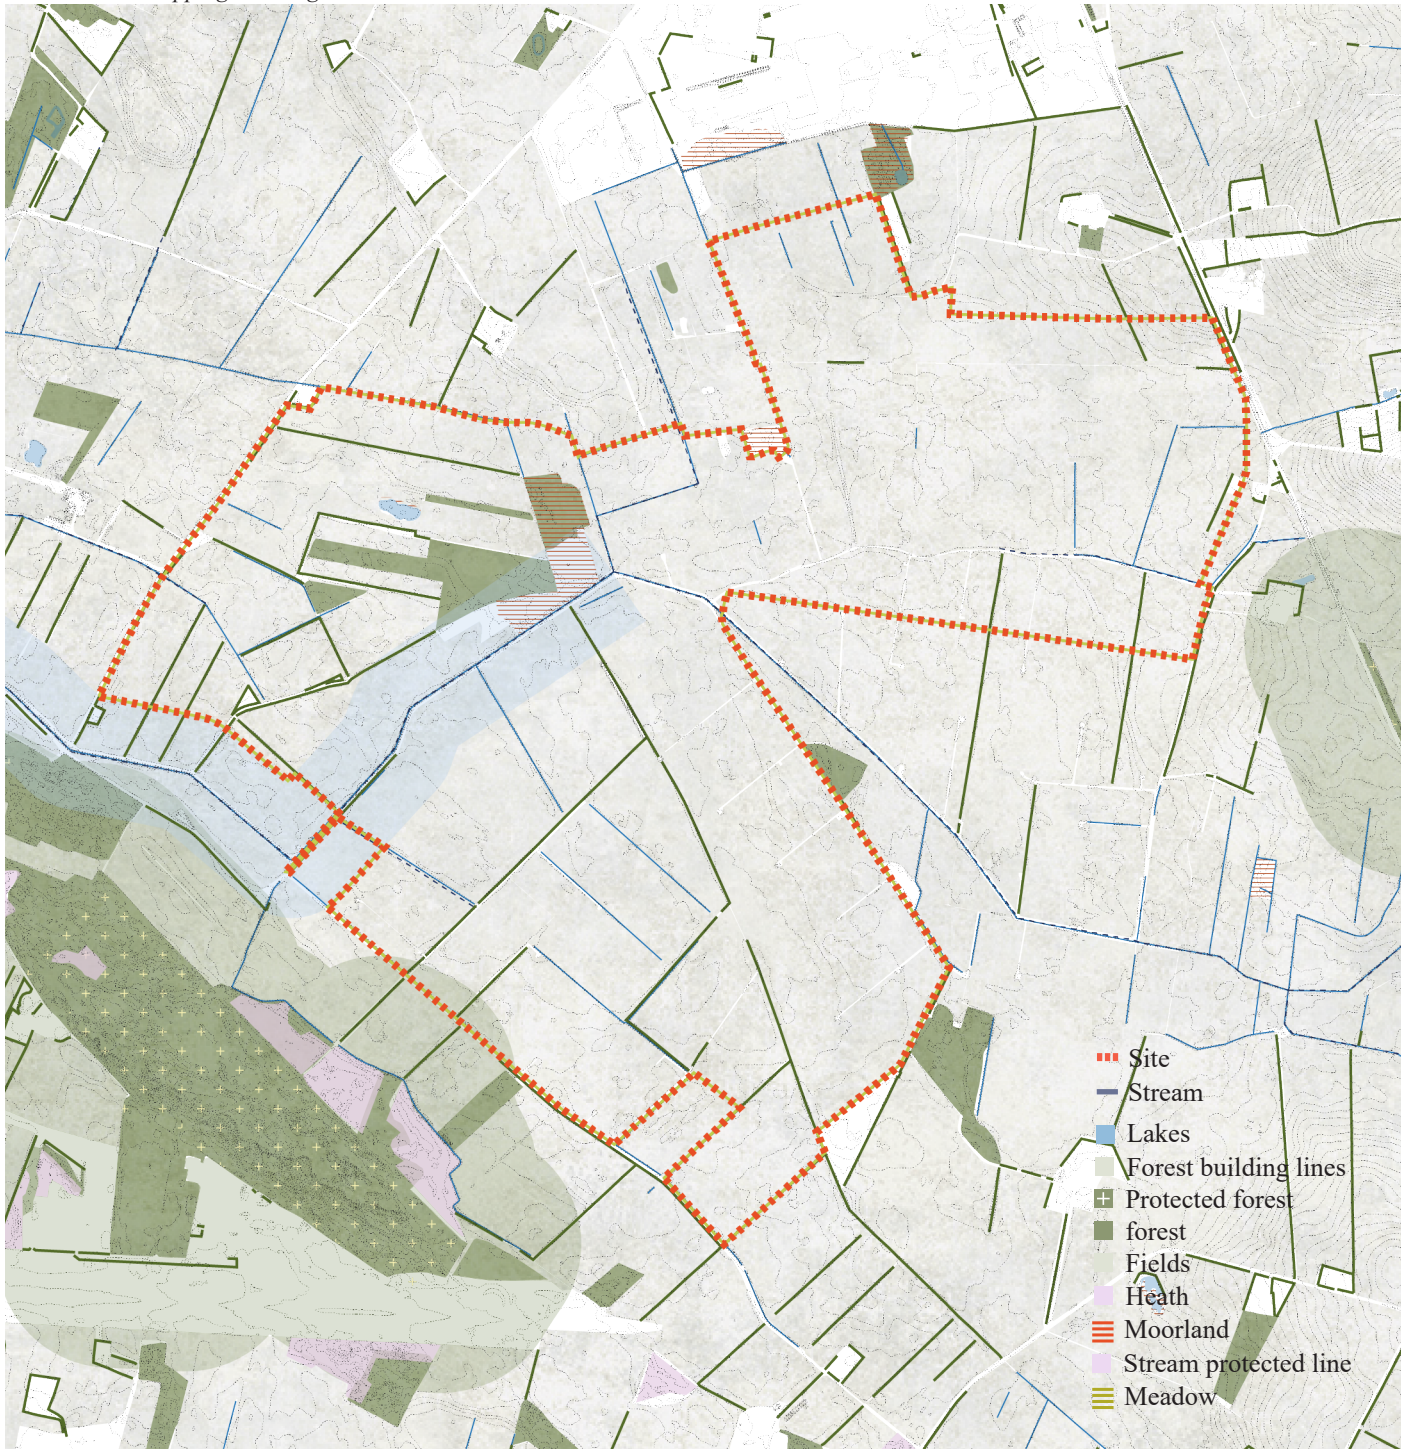 Site
Stream
Lakes
Forest building lines
Protected forest
forest
Fields
Heath
Moorland
Stream protected line
Meadow